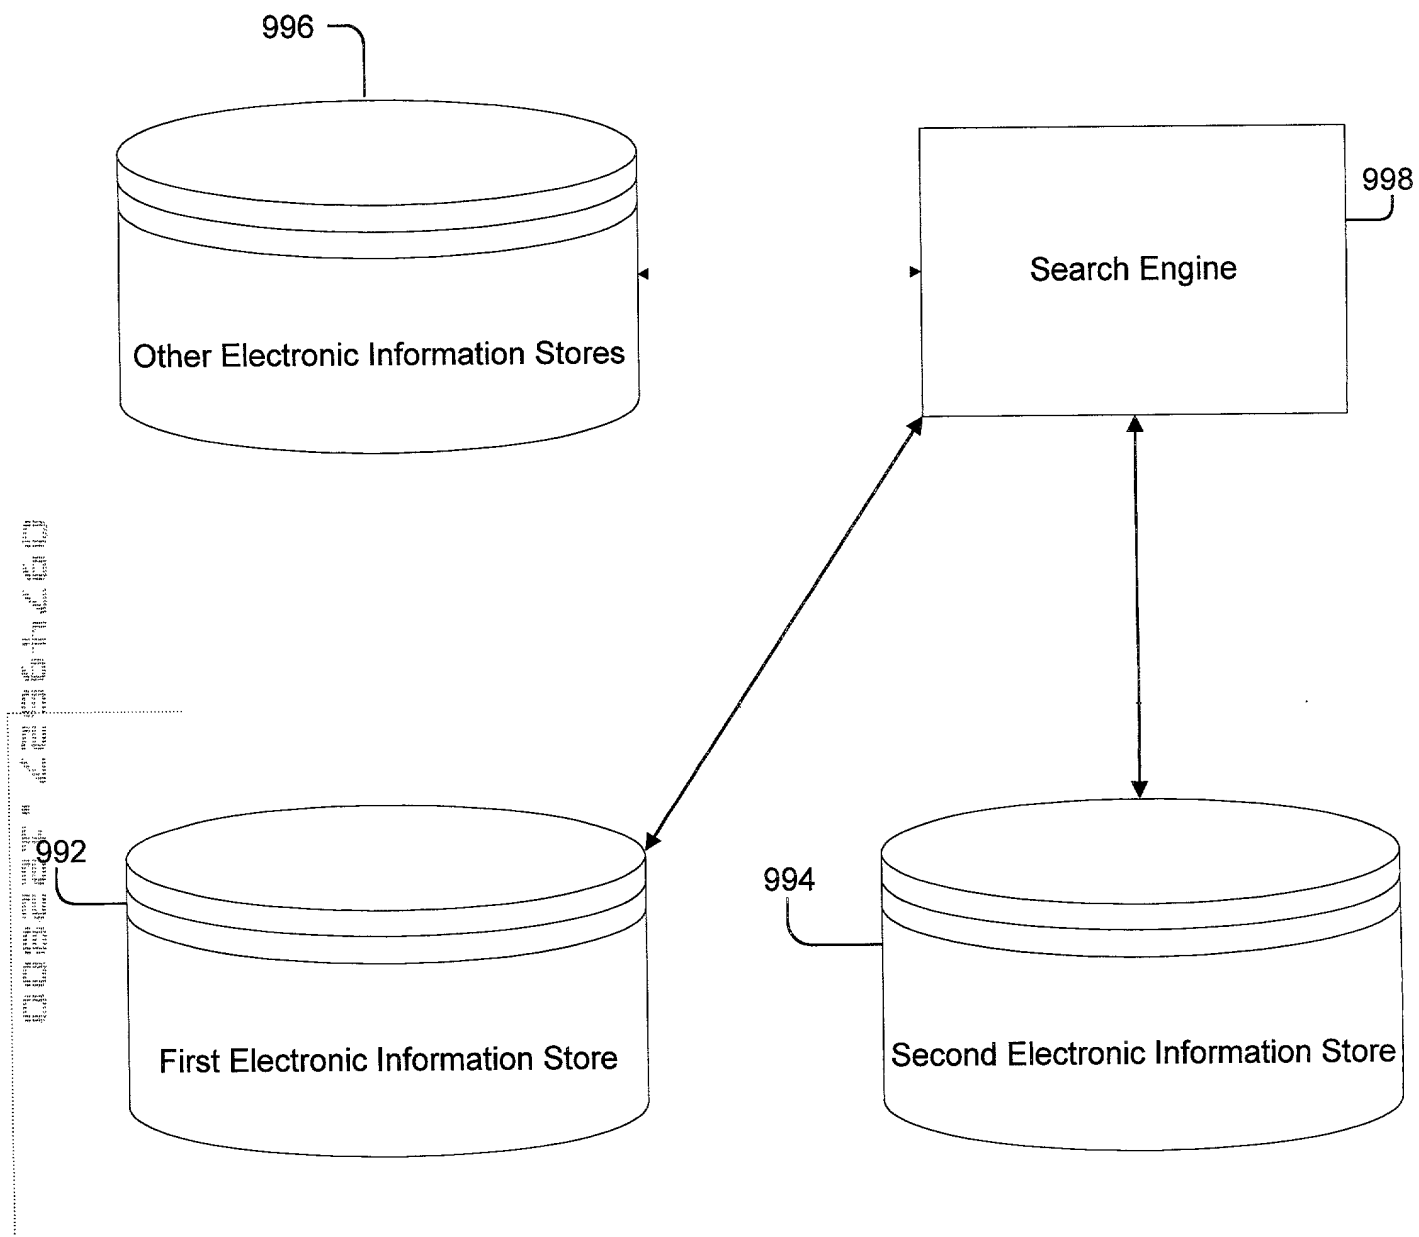 996
998
Search Engine
Other Electronic Information Stores
992
994
First Electronic Information Store
Second Electronic Information Store